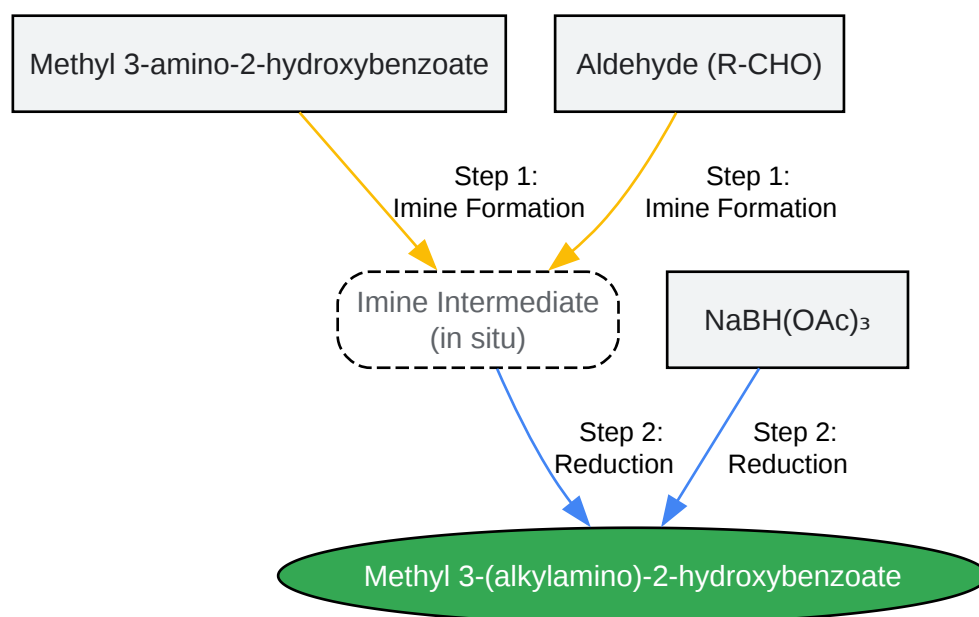 Methyl 3-amino-2-hydroxybenzoate
Aldehyde (R-CHO)
Step 1:
Imine Formation
Step 1:
Imine Formation
Imine Intermediate
(in situ)
NaBH(OAc)₃
Step 2:
Reduction
Step 2:
Reduction
Methyl 3-(alkylamino)-2-hydroxybenzoate